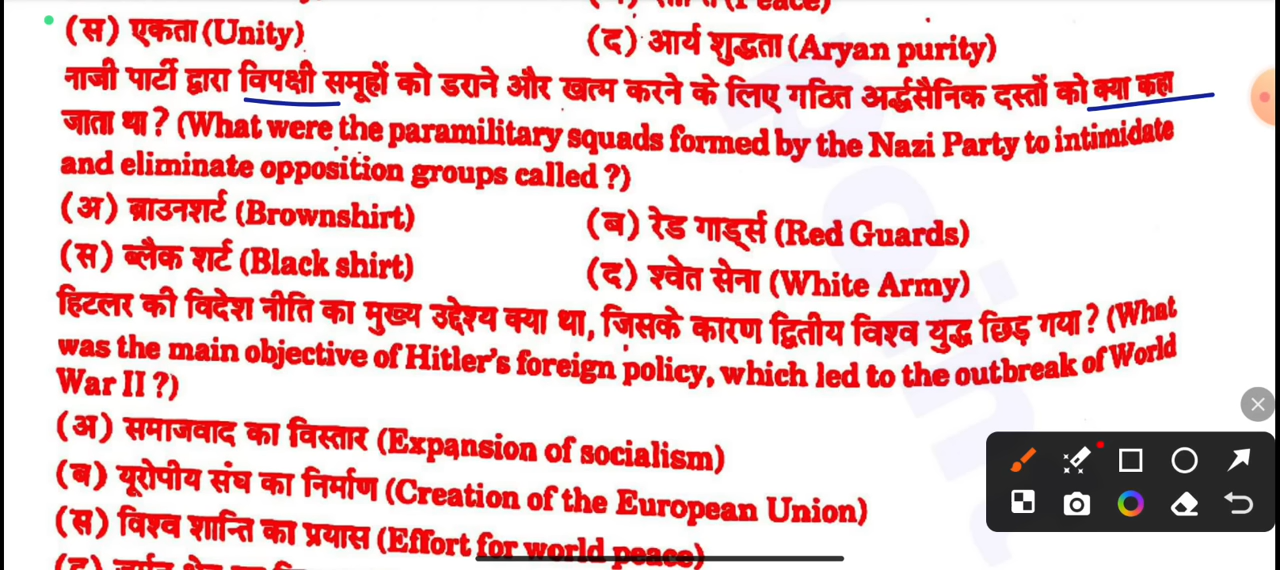 (Peace)
(स) एकता (Unity)
(द) आर्य शुद्धता (Aryan purity)
नाजी पार्टी द्वारा विपक्षी समूहों को डराने और खत्म करने के लिए गठित अर्द्धसैनिक दस्तों को क्या कहा
जाता था ? (What were the paramilitary squads formed by the Nazi Party to intimidate
and eliminate opposition groups called ?)
(अ) ब्राउनशर्ट (Brownshirt)
(ब) रेड गार्ड्स (Red Guards)
(स) ब्लैक शर्ट (Black shirt)
(द) श्वेत सेना (White Army)
हिटलर की विदेश नीति का मुख्य उद्देश्य क्या था, जिसके कारण द्वितीय विश्व युद्ध छिड़ गया ? (What
was the main objective of Hitler's foreign policy, which led to the outbreak of World
War II ?)
(अ) समाजवाद का विस्तार (Expansion of socialism)
(ब) यूरोपीय संघ का निर्माण (Creation of the European Union)
(स) विश्व शान्ति का प्रयास (Effort for world peace)